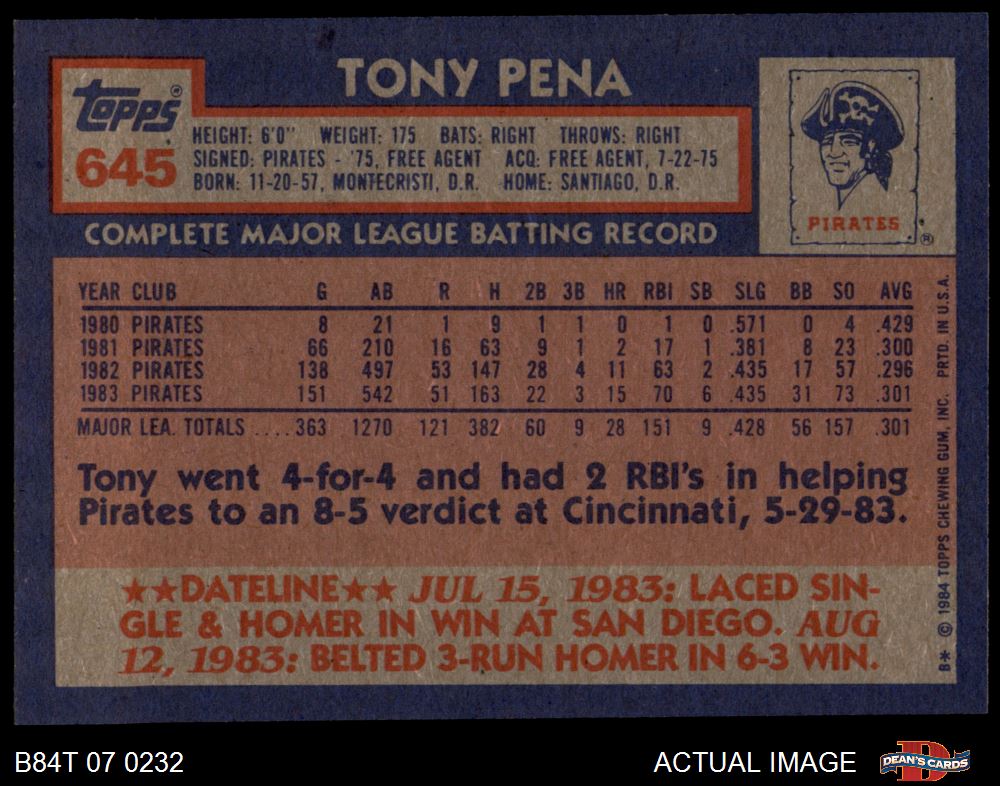 TONY PENA
Topps®
645
HEIGHT: 6'0" WEIGHT: 175 BATS: RIGHT THROWS: RIGHT
SIGNED: PIRATES - '75, FREE AGENT ACQ: FREE AGENT, 7-22-75
BORN: 11-20-57, MONTECRISTI, D.R. HOME: SANTIAGO, D.R.
PIRATES
®
COMPLETE MAJOR LEAGUE BATTING RECORD
YEAR CLUB G AB R H 2B 3B HR RBI SB SLG BB SO AVG
1980 PIRATES 8 21 1 9 1 1 0 1 0 .571 0 4 .429
1981 PIRATES 66 210 16 63 9 1 2 17 1 .381 8 23 .300
1982 PIRATES 138 497 53 147 28 4 11 63 2 .435 17 57 .296
1983 PIRATES 151 542 51 163 22 3 15 70 6 .435 31 73 .301
MAJOR LEA. TOTALS ....363 1270 121 382 60 9 28 151 9 .428 56 157 .301
Tony went 4-for-4 and had 2 RBI's in helping
Pirates to an 8-5 verdict at Cincinnati, 5-29-83.
★★DATELINE★★ JUL 15, 1983: LACED SIN-
GLE & HOMER IN WIN AT SAN DIEGO. AUG
12, 1983: BELTED 3-RUN HOMER IN 6-3 WIN.
B* © 1984 TOPPS CHEWING GUM, INC. PRTD. IN U.S.A.
B84T 07 0232
ACTUAL IMAGE
D
DEAN'S CARDS